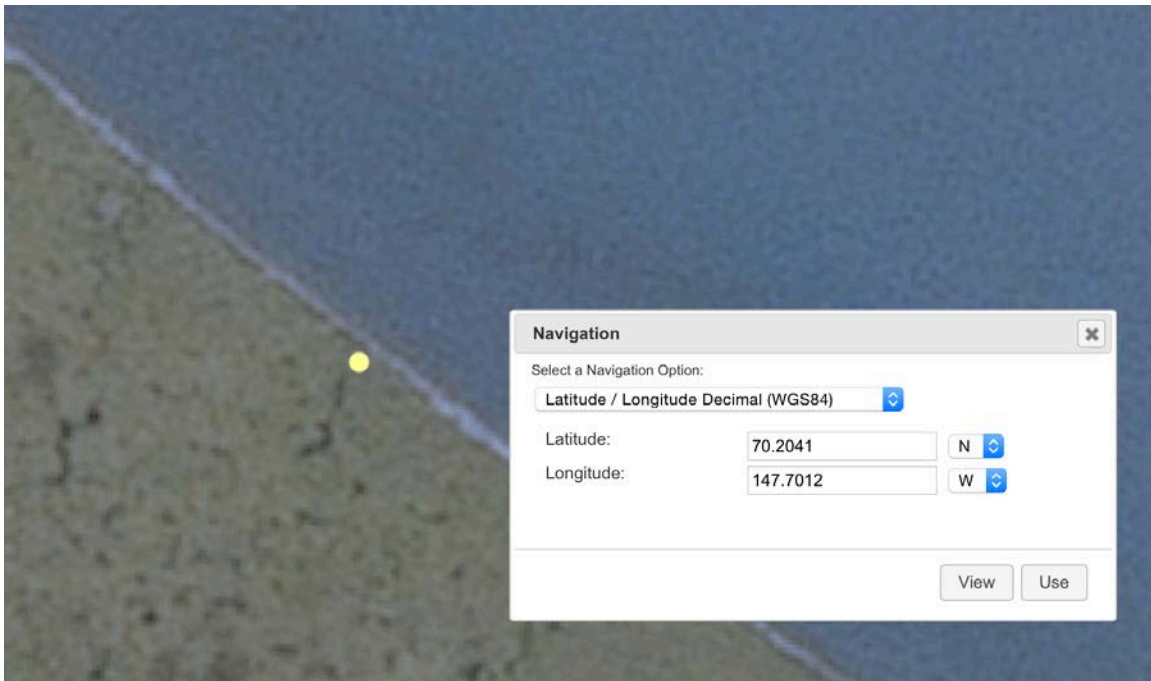 Navigation
Select a Navigation Option:
Latitude / Longitude Decimal (WGS84)
Latitude: 70.2041 N
Longitude: 147.7012 W
View Use